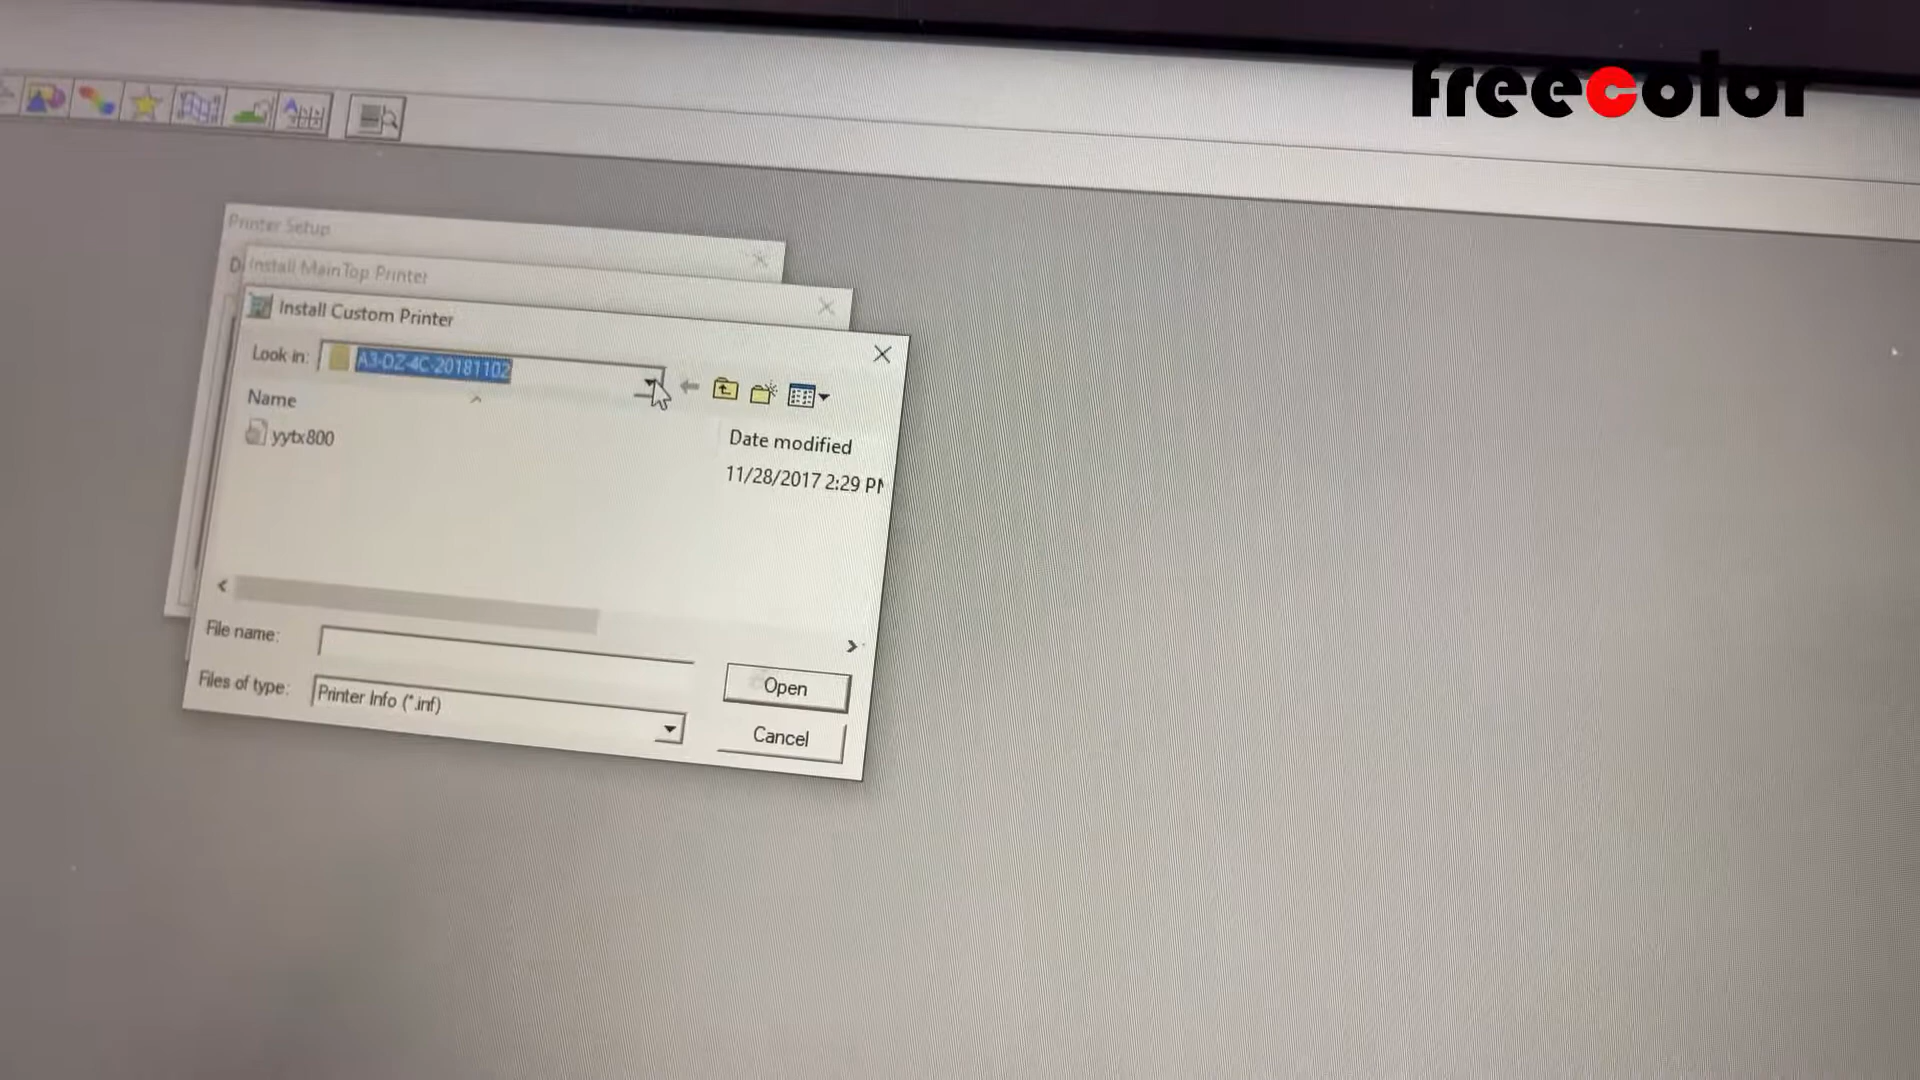 freecolor
Printer Setup
Install MainTop Printer
Install Custom Printer
Look in: A3-DZ-4C-20181102
Name
Date modified
yytx800
11/28/2017 2:29 PM
File name:
Open
Files of type: Printer Info (*.inf)
Cancel